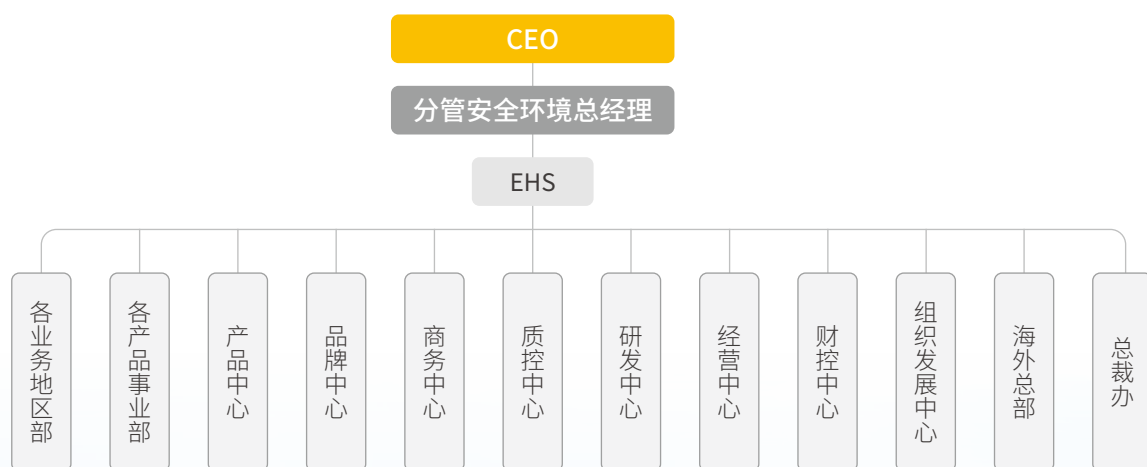 CEO
分管安全环境总经理
EHS
各业务地区部
各产品事业部
产品中心
品牌中心
商务中心
质控中心
研发中心
经营中心
财控中心
组织发展中心
海外总部
总裁办